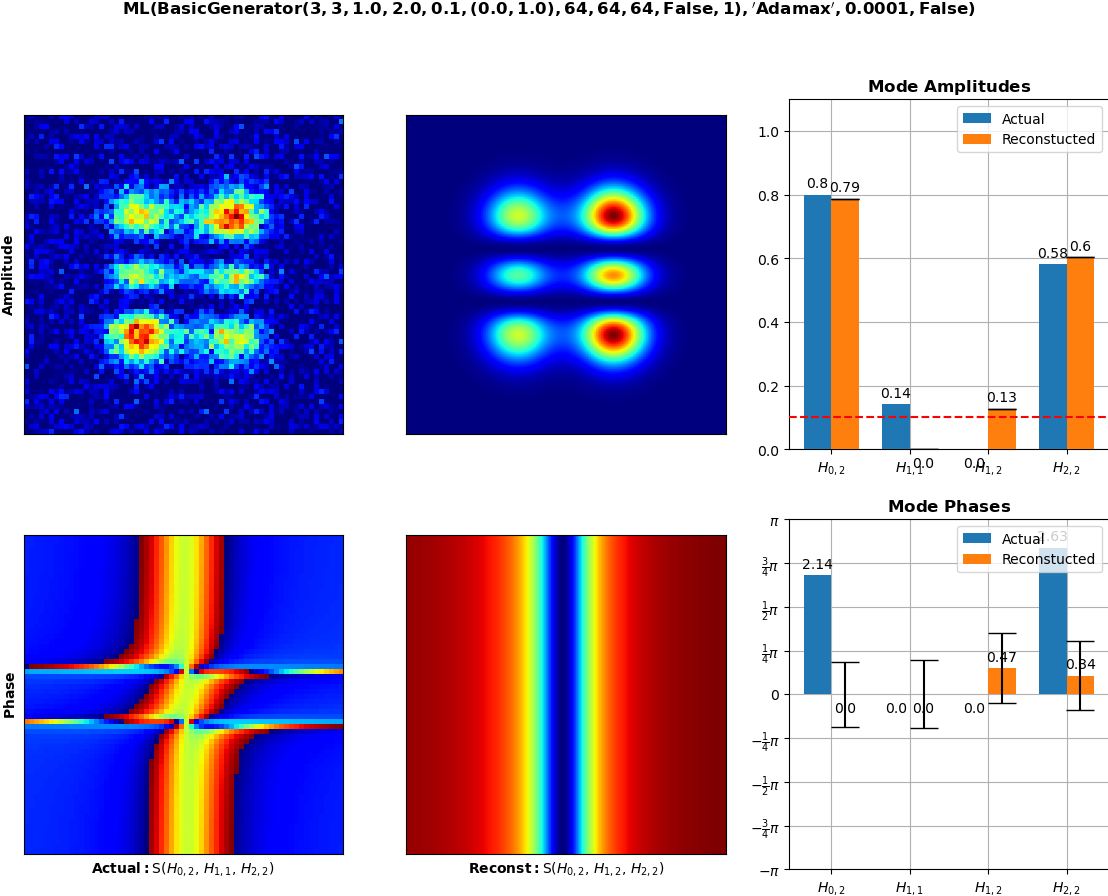 ML(BasicGenerator(3, 3, 1.0, 2.0, 0.1, (0.0, 1.0), 64, 64, 64, False, 1), ′Adamax′, 0.0001, False)
Amplitude
Mode Amplitudes
Actual
Reconstucted
1.0
0.8
0.6
0.4
0.2
0.0
0.8 0.79
0.14
0.0
0.0
0.13
0.58 0.6
H0,2 H1,1 H1,2 H2,2
Phase
Actual: S(H0,2, H1,1, H2,2)
Reconst: S(H0,2, H1,2, H2,2)
Mode Phases
Actual
Reconstucted
π
3/4π
1/2π
1/4π
0
−1/4π
−1/2π
−3/4π
−π
2.14
0.0
0.0 0.0
0.0
0.47
0.34
H0,2 H1,1 H1,2 H2,2